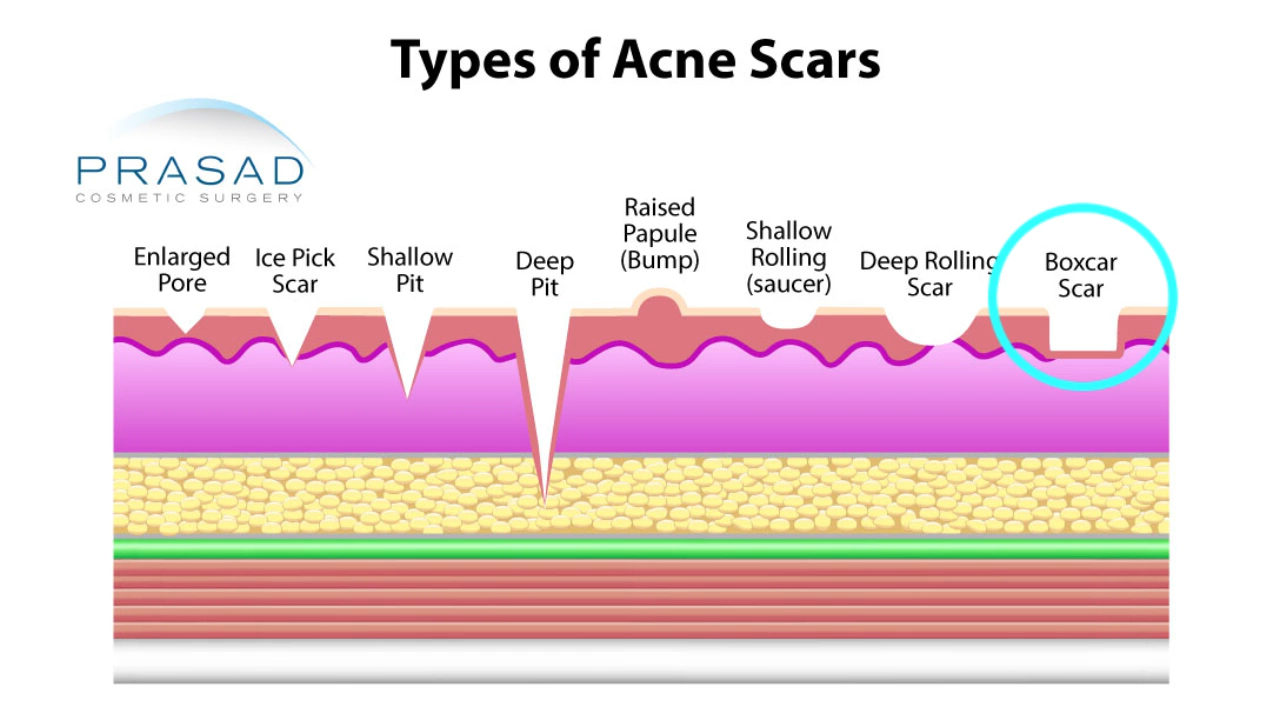 Types of Acne Scars
PRASAD
COSMETIC SURGERY
Enlarged
Pore
Ice Pick
Scar
Shallow
Pit
Deep
Pit
Raised
Papule
(Bump)
Shallow
Rolling
(saucer)
Deep Rolling
Scar
Boxcar
Scar